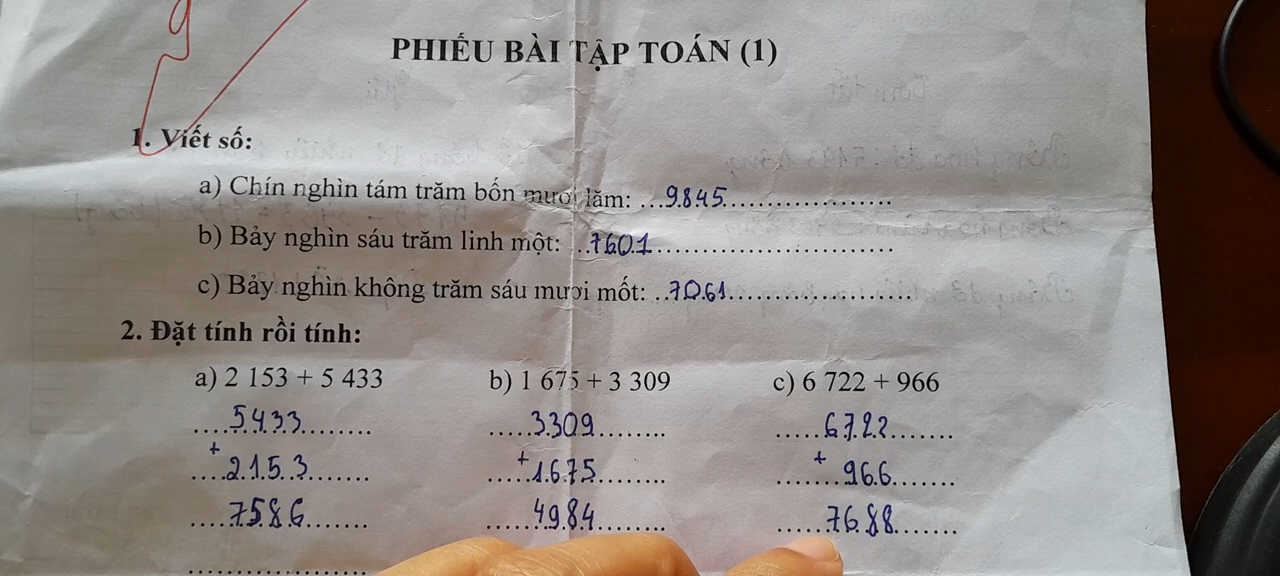 9
PHIẾU BÀI TẬP TOÁN (1)
1. Viết số:
a) Chín nghìn tám trăm bốn mươi lăm: ...9845....................
b) Bảy nghìn sáu trăm linh một: ...7601..............................
c) Bảy nghìn không trăm sáu mươi mốt: ...7061......................
2. Đặt tính rồi tính:
a) 2 153 + 5 433 b) 1 675 + 3 309 c) 6 722 + 966
5433 3309 6722
+ + +
2153 1675 966
7586 4984 7688